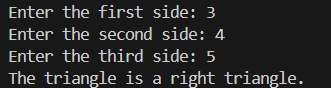 Enter the first side: 3
Enter the second side: 4
Enter the third side: 5
The triangle is a right triangle.